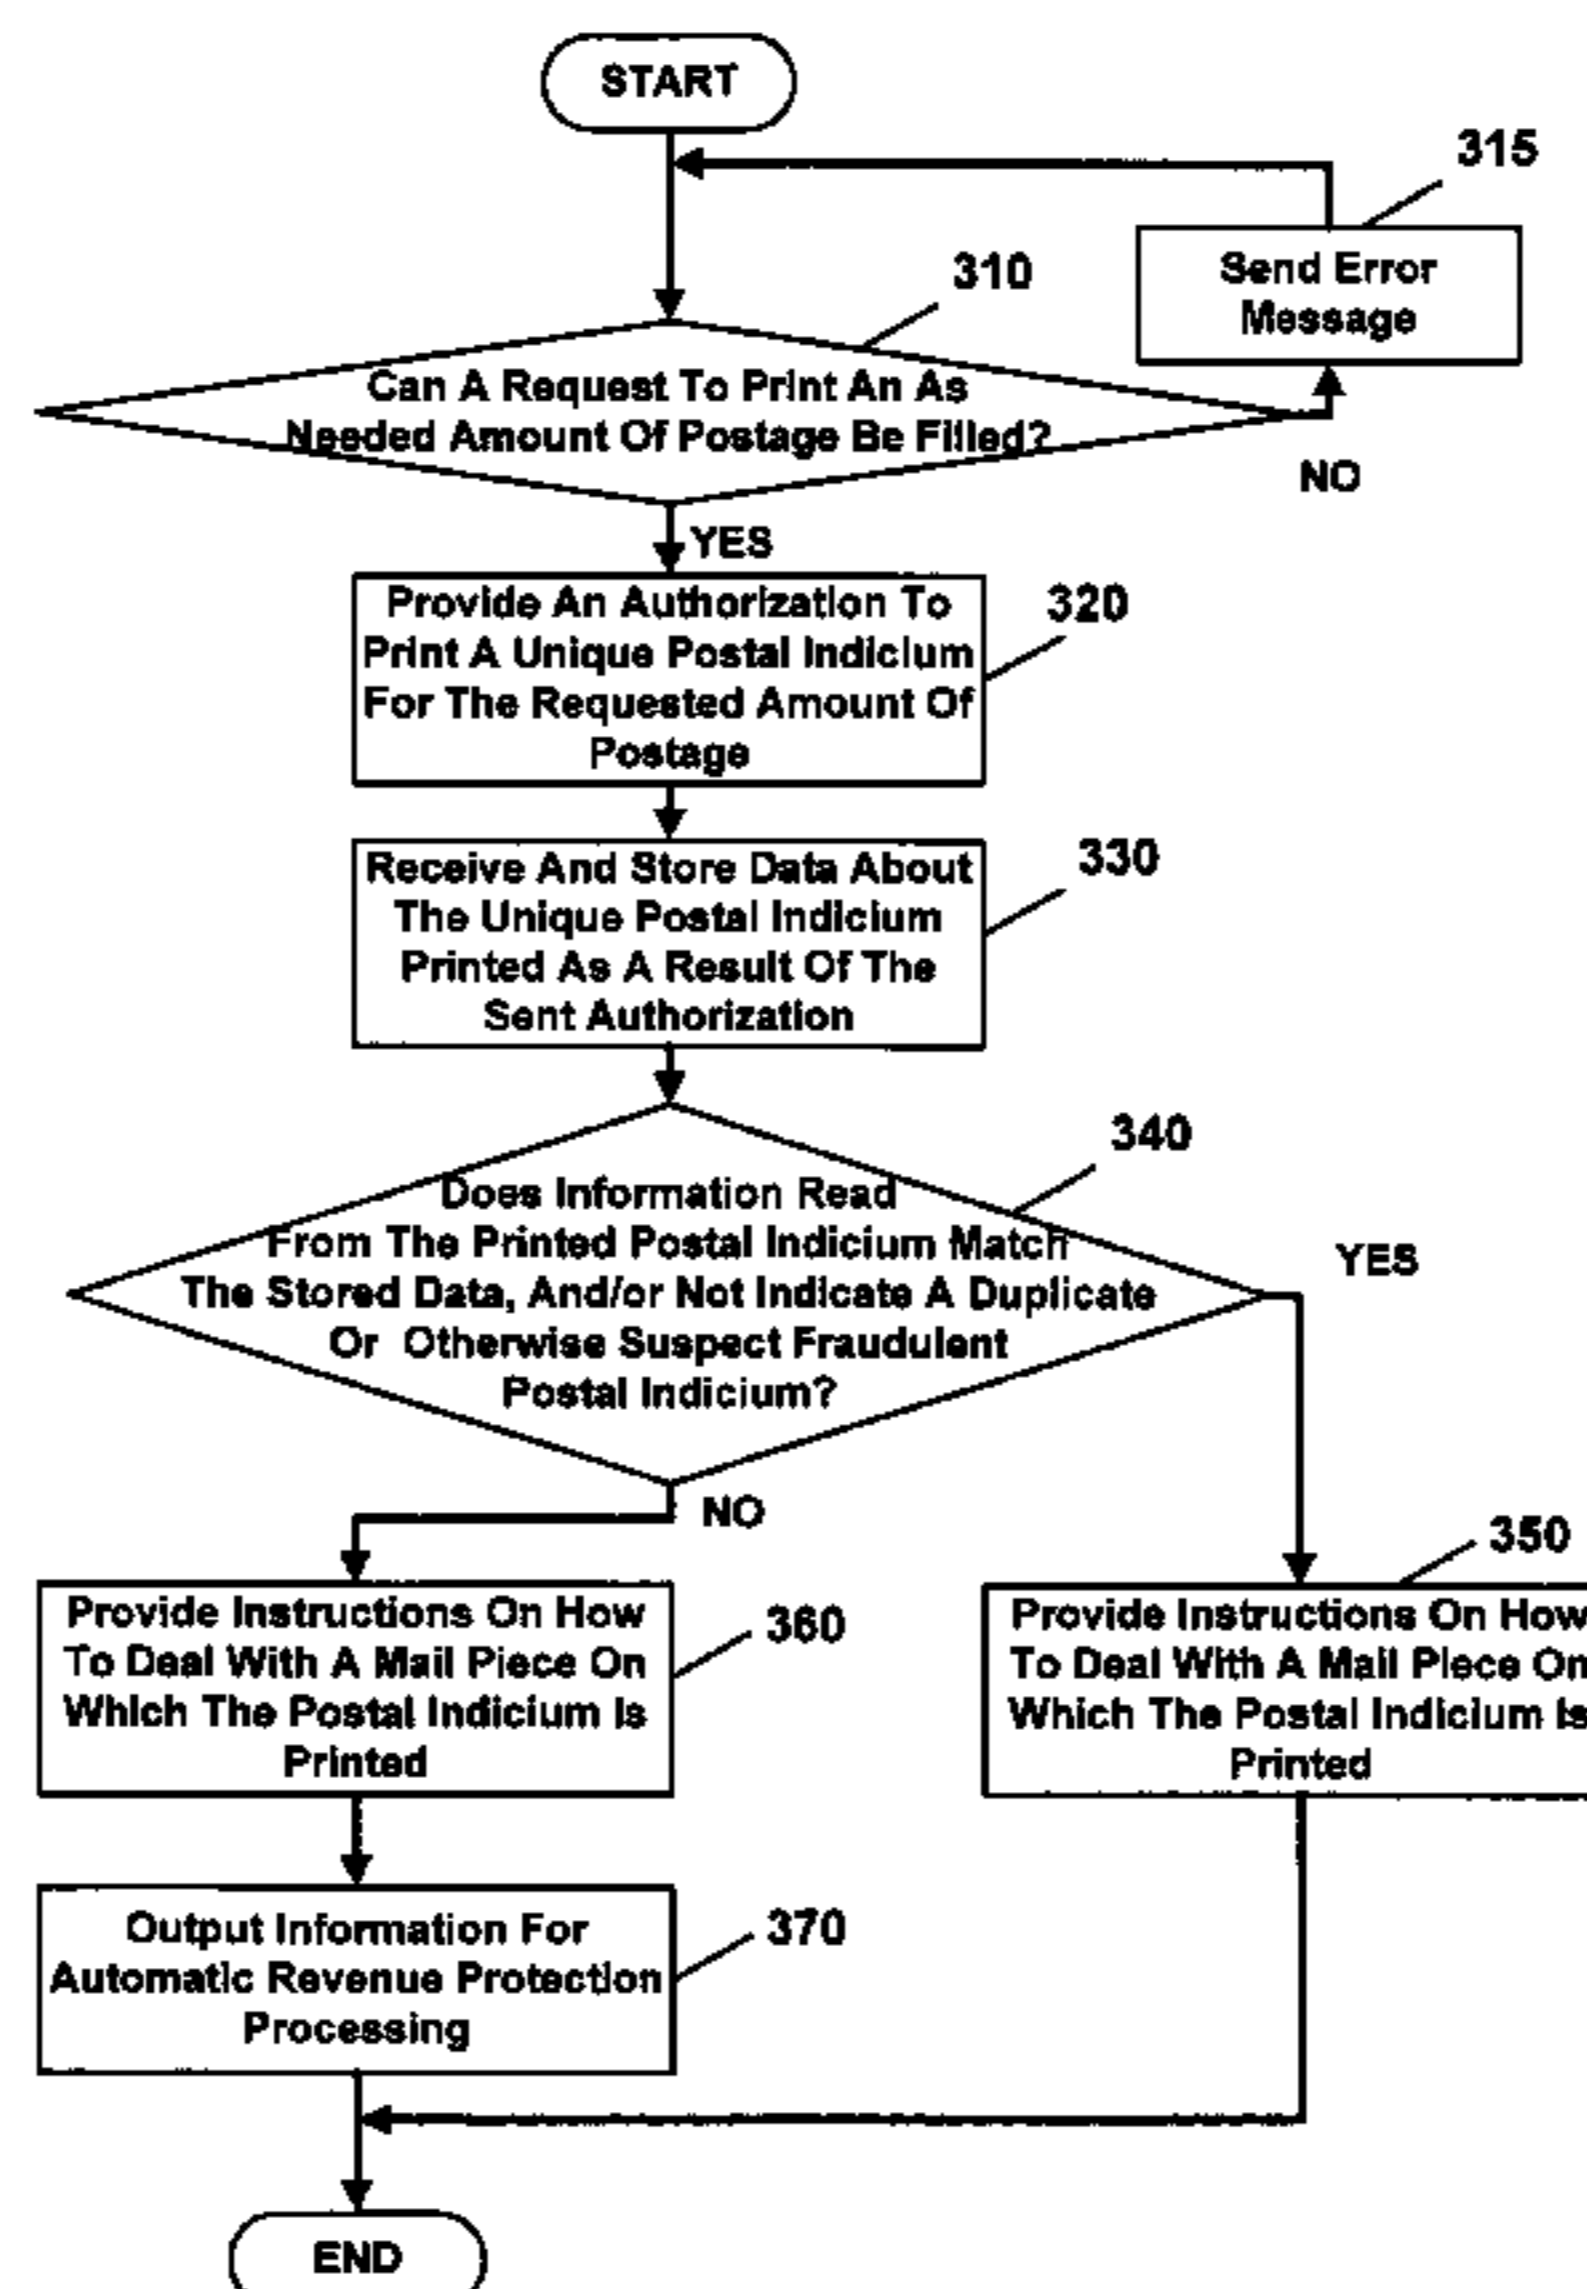 START
315
Send Error
Message
310
Can A Request To Print An As
Needed Amount Of Postage Be Filled?
NO
YES
Provide An Authorization To
Print A Unique Postal Indicium
For The Requested Amount Of
Postage
320
Receive And Store Data About
The Unique Postal Indicium
Printed As A Result Of The
Sent Authorization
330
340
Does Information Read
From The Printed Postal Indicium Match
The Stored Data, And/or Not Indicate A Duplicate
Or Otherwise Suspect Fraudulent
Postal Indicium?
YES
NO
350
Provide Instructions On How
To Deal With A Mail Piece On
Which The Postal Indicium Is
Printed
360
Provide Instructions On How
To Deal With A Mail Piece On
Which The Postal Indicium Is
Printed
Output Information For
Automatic Revenue Protection
Processing
370
END